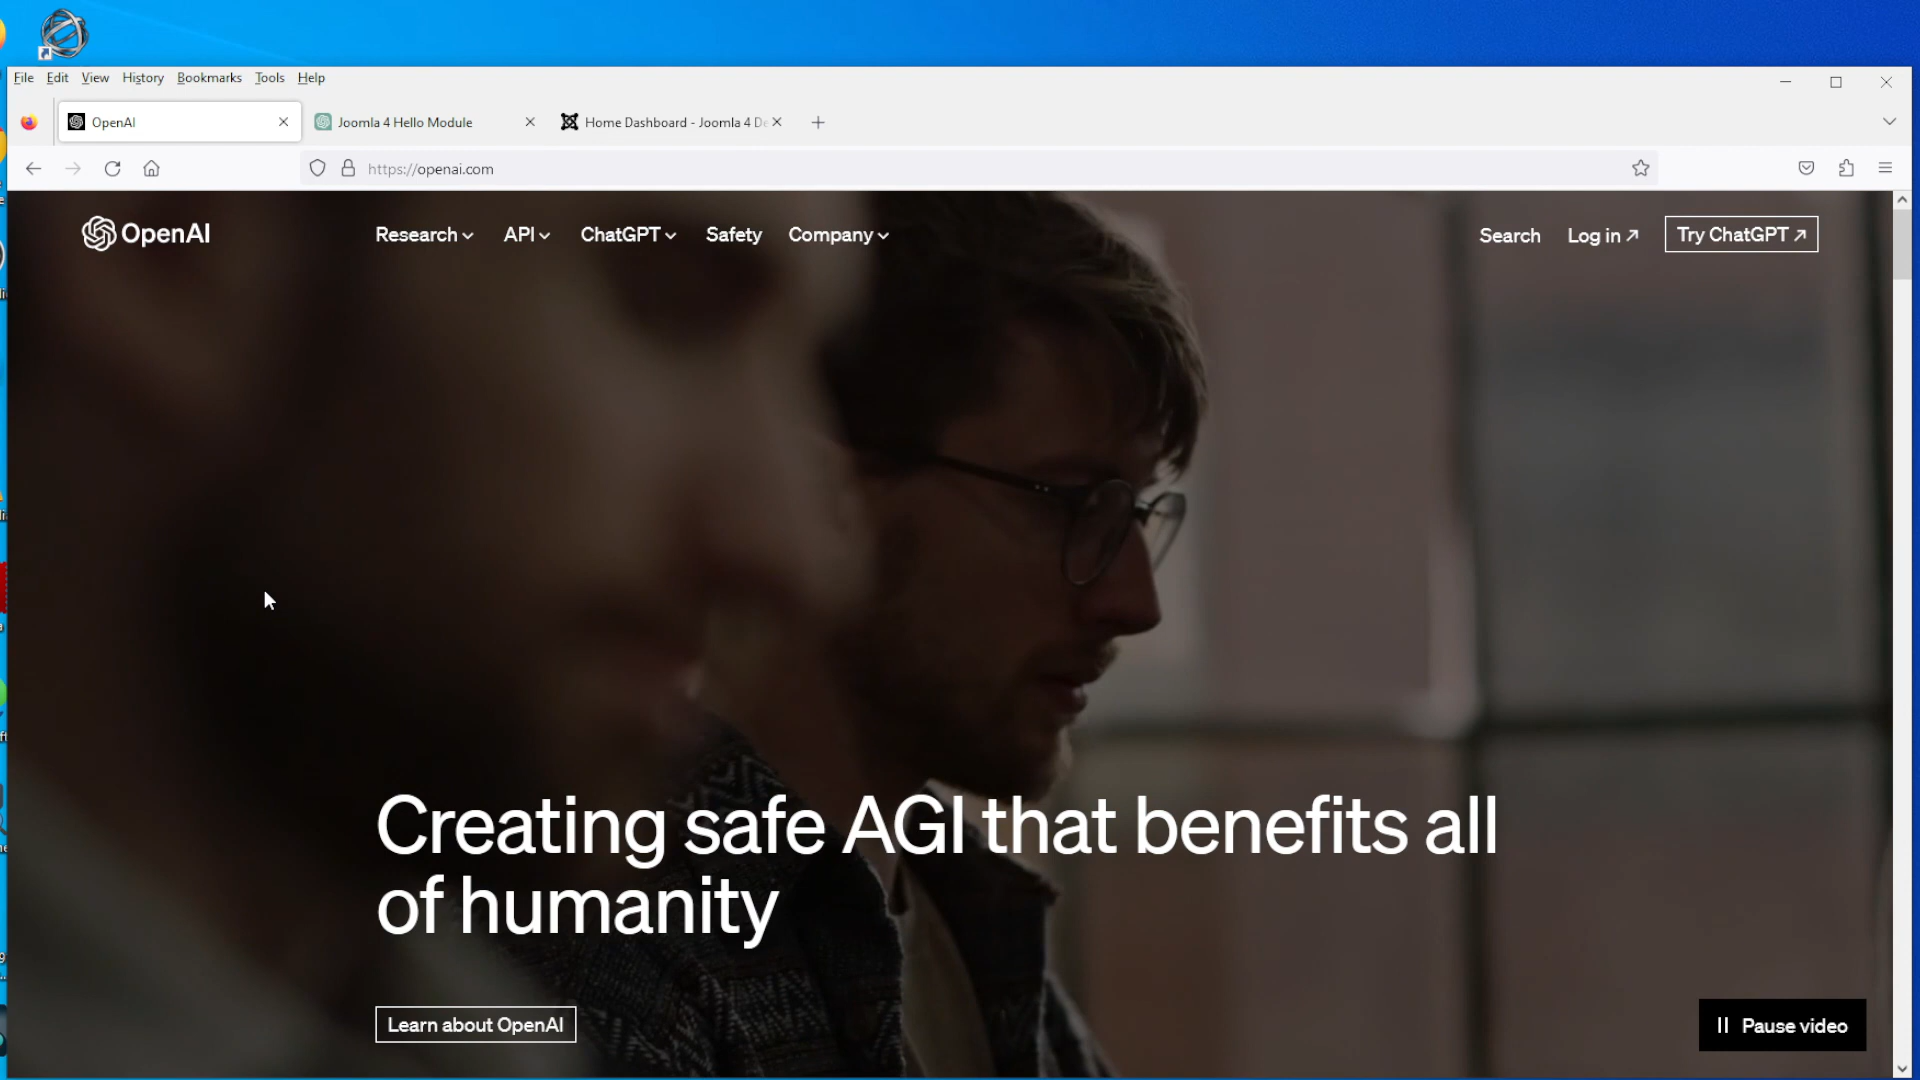 File Edit View History Bookmarks Tools Help
OpenAI
Joomla 4 Hello Module
Home Dashboard - Joomla 4 De
https://openai.com
OpenAI
Research
API
ChatGPT
Safety
Company
Search
Log in
Try ChatGPT
Creating safe AGI that benefits all
of humanity
Learn about OpenAI
Pause video